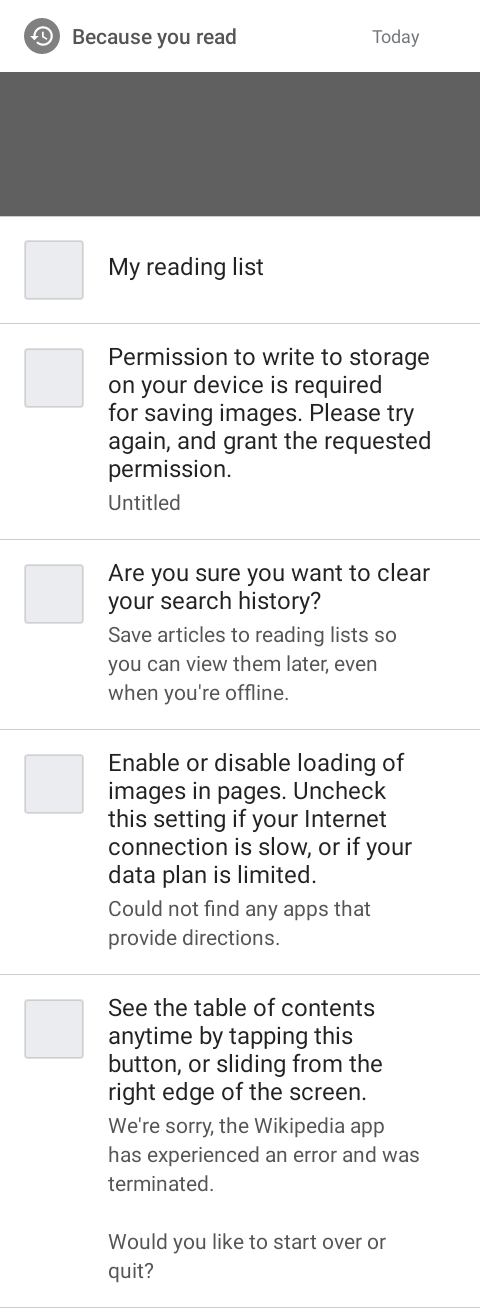 Because you read
Today
My reading list
Permission to write to storage
on your device is required
for saving images. Please try
again, and grant the requested
permission.
Untitled
Are you sure you want to clear
your search history?
Save articles to reading lists so
you can view them later, even
when you're offline.
Enable or disable loading of
images in pages. Uncheck
this setting if your Internet
connection is slow, or if your
data plan is limited.
Could not find any apps that
provide directions.
See the table of contents
anytime by tapping this
button, or sliding from the
right edge of the screen.
We're sorry, the Wikipedia app
has experienced an error and was
terminated.
Would you like to start over or
quit?